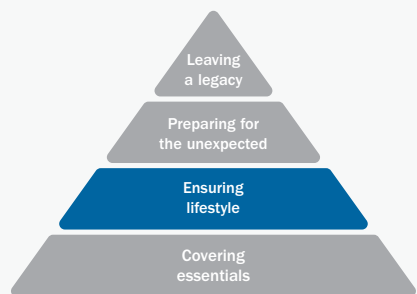 Leaving
a legacy
Preparing for
the unexpected
Ensuring
lifestyle
Covering
essentials